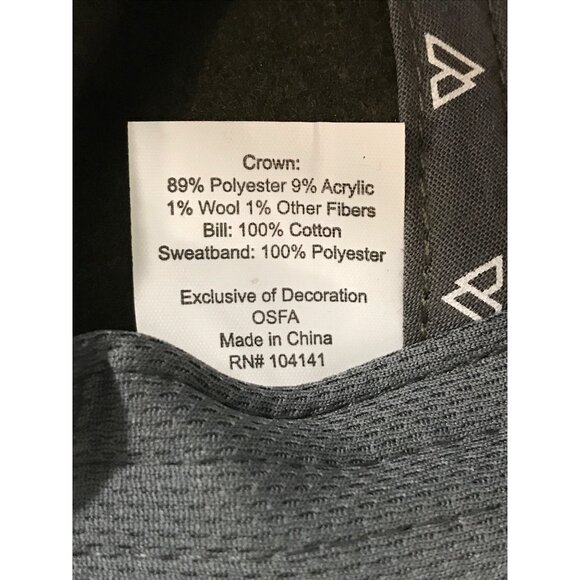 Crown:
89% Polyester 9% Acrylic
1% Wool 1% Other Fibers
Bill: 100% Cotton
Sweatband: 100% Polyester
Exclusive of Decoration
OSFA
Made in China
RN# 104141